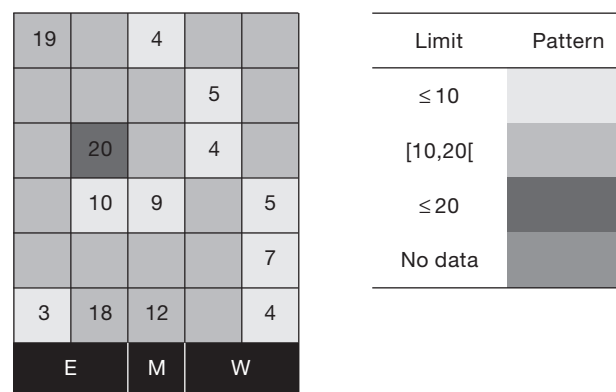 19 4
5
20 4
10 9 5
7
3 18 12 4
E M W
Limit Pattern
≤ 10
[10,20[
≤ 20
No data